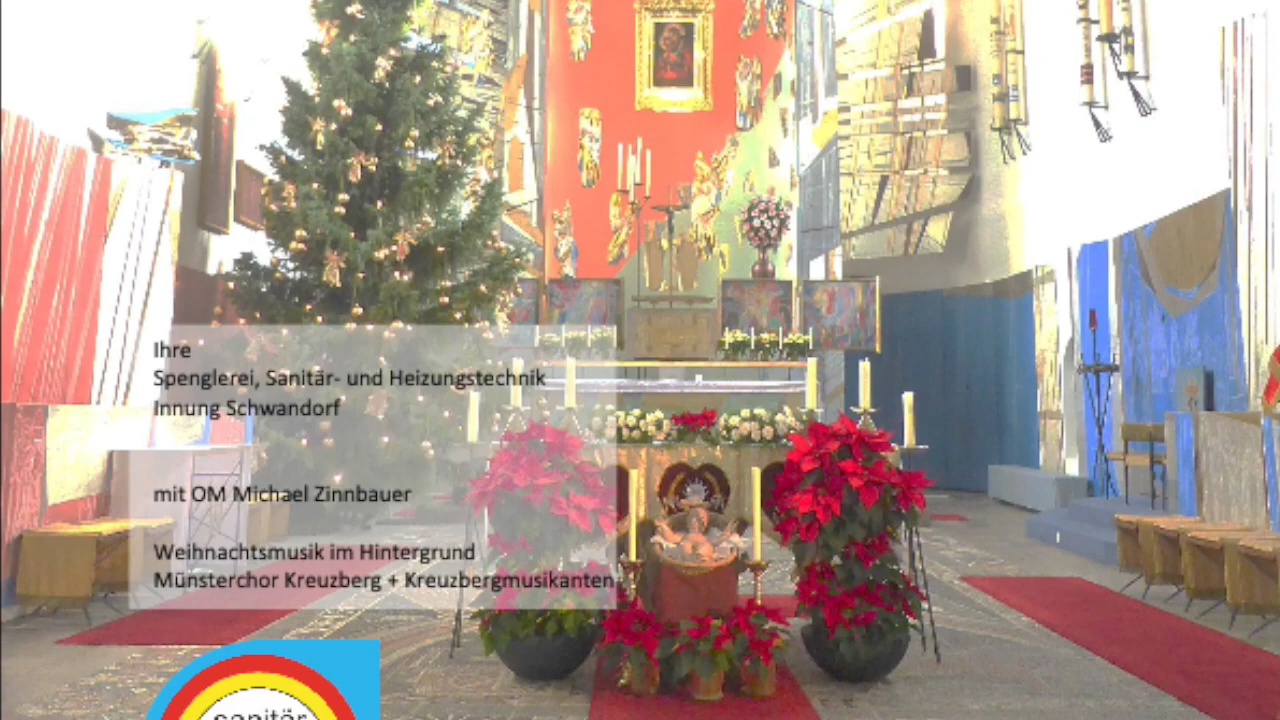 Ihre
Spenglerei, Sanitär- und Heizungstechnik
Innung Schwandorf
mit OM Michael Zinnbauer
Weihnachtsmusik im Hintergrund
Münsterchor Kreuzberg + Kreuzbergmusikanten
sanitär